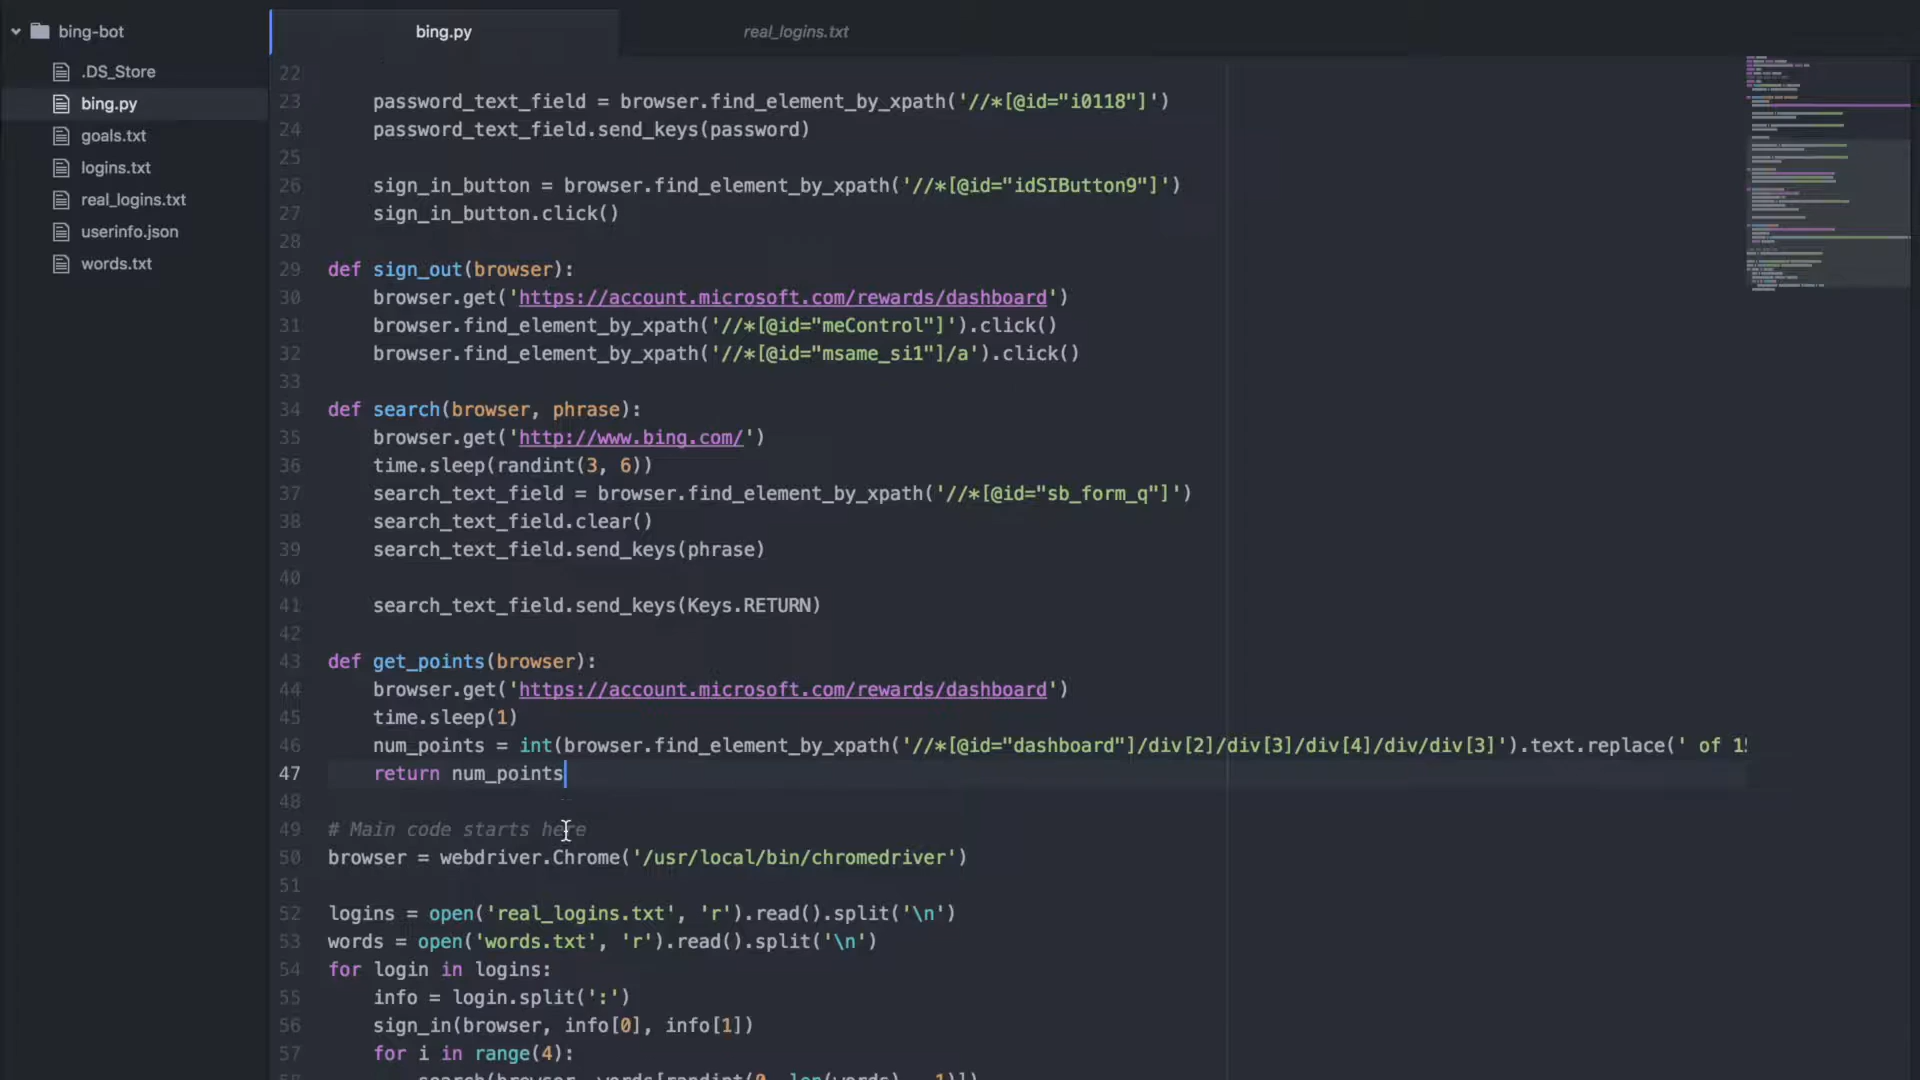 bing-bot
.DS_Store
bing.py
goals.txt
logins.txt
real_logins.txt
userinfo.json
words.txt
bing.py
real_logins.txt
22
23 password_text_field = browser.find_element_by_xpath('//*[@id="i0118"]')
24 password_text_field.send_keys(password)
25
26 sign_in_button = browser.find_element_by_xpath('//*[@id="idSIButton9"]')
27 sign_in_button.click()
28
29 def sign_out(browser):
30 browser.get('https://account.microsoft.com/rewards/dashboard')
31 browser.find_element_by_xpath('//*[@id="meControl"]').click()
32 browser.find_element_by_xpath('//*[@id="msame_si1"]/a').click()
33
34 def search(browser, phrase):
35 browser.get('http://www.bing.com/')
36 time.sleep(randint(3, 6))
37 search_text_field = browser.find_element_by_xpath('//*[@id="sb_form_q"]')
38 search_text_field.clear()
39 search_text_field.send_keys(phrase)
40
41 search_text_field.send_keys(Keys.RETURN)
42
43 def get_points(browser):
44 browser.get('https://account.microsoft.com/rewards/dashboard')
45 time.sleep(1)
46 num_points = int(browser.find_element_by_xpath('//*[@id="dashboard"]/div[2]/div[3]/div[4]/div/div[3]').text.replace(' of
47 return num_points
48
49 # Main code starts here
50 browser = webdriver.Chrome('/usr/local/bin/chromedriver')
51
52 logins = open('real_logins.txt', 'r').read().split('\n')
53 words = open('words.txt', 'r').read().split('\n')
54 for login in logins:
55 info = login.split(':')
56 sign_in(browser, info[0], info[1])
57 for i in range(4):
search(browser, words[randint(0, len(words) - 1)])